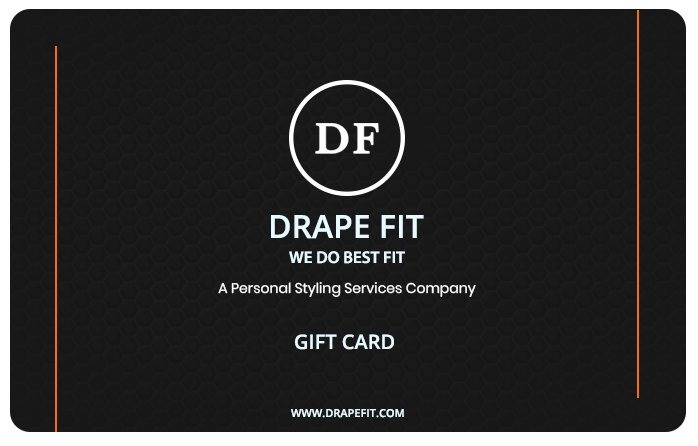 DF
DRAPE FIT
WE DO BEST FIT
A Personal Styling Services Company
GIFT CARD
WWW.DRAPEFIT.COM